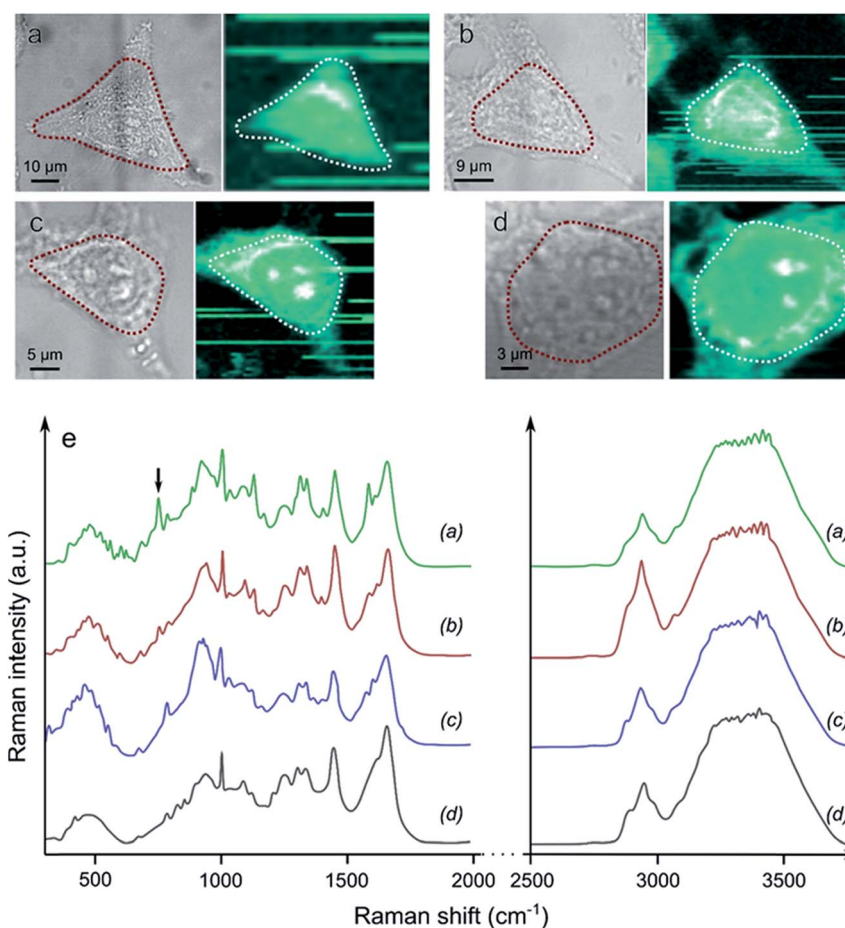 a
b
10 µm
9 µm
c
d
5 µm
3 µm
e
(a)
(a)
(b)
(b)
(c)
(c)
(d)
(d)
Raman intensity (a.u.)
500
1000
1500
2000
2500
3000
3500
Raman shift (cm⁻¹)